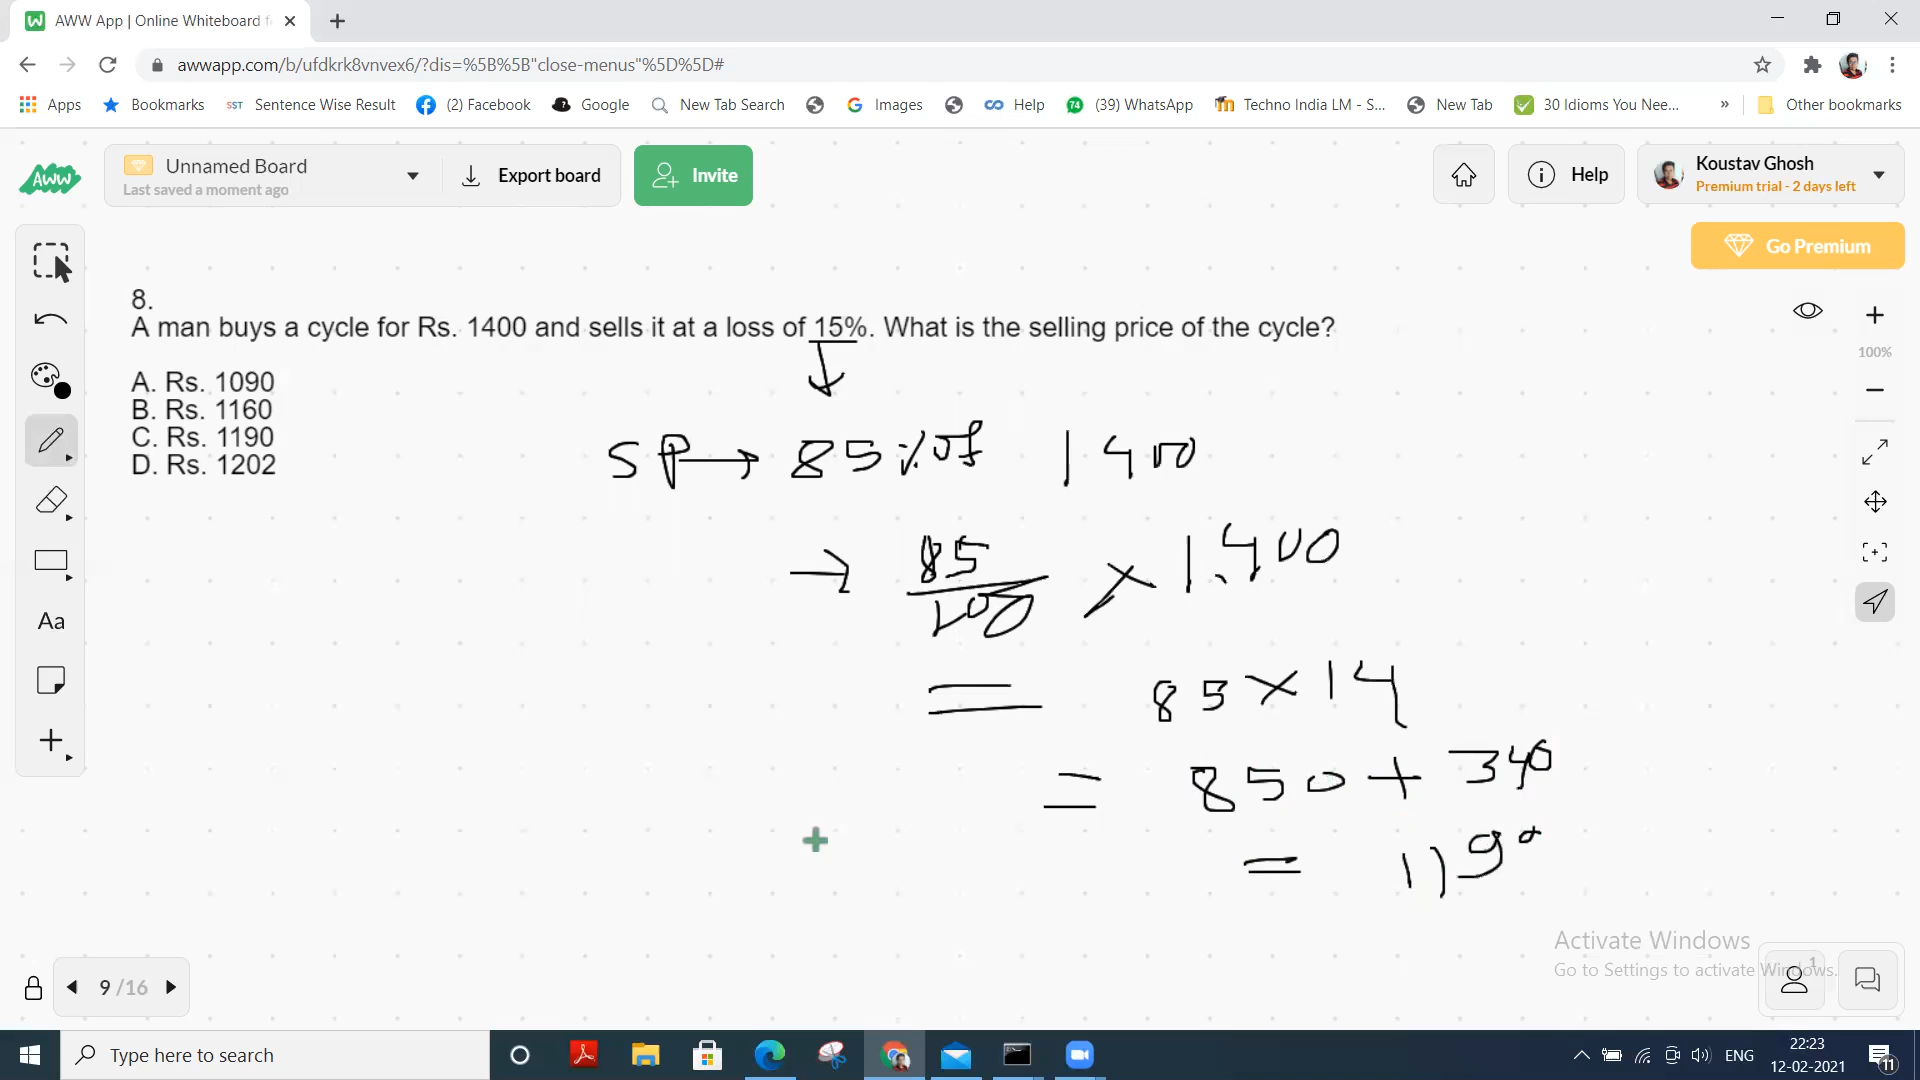 AWW App | Online Whiteboard f
awwapp.com/b/ufdkrk8vnvex6/?dis=%5B%5B"close-menus"%5D%5D#
Apps Bookmarks SST Sentence Wise Result (2) Facebook Google New Tab Search Images Help 74 (39) WhatsApp Techno India LM - S... New Tab 30 Idioms You Nee... » Other bookmarks
AWW Unnamed Board Export board Invite Help Koustav Ghosh
Last saved a moment ago Premium trial - 2 days left
Go Premium
8.
A man buys a cycle for Rs. 1400 and sells it at a loss of 15%. What is the selling price of the cycle?
100%
A. Rs. 1090
B. Rs. 1160
C. Rs. 1190
D. Rs. 1202
SP → 85% of 1400
→ 85/100 × 1400
= 85 × 14
= 850 + 340
= 1190
Aa
Activate Windows
Go to Settings to activate Windows.
1
9 /16
Type here to search
ENG
22:23
12-02-2021
11